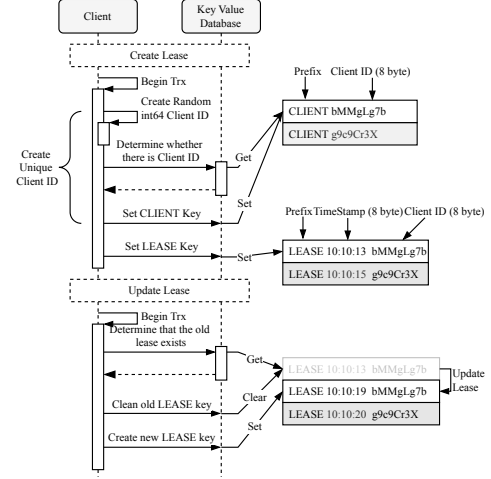 Client
Key Value
Database
Create Lease
Begin Trx
Create Random
int64 Client ID
Create
Unique
Client ID
Determine whether
there is Client ID
Get
Set
Set CLIENT Key
Set LEASE Key
Set
Prefix Client ID (8 byte)
CLIENT bMMgLg7b
CLIENT g9c9Cr3X
Prefix TimeStamp (8 byte) Client ID (8 byte)
LEASE 10:10:13 bMMgLg7b
LEASE 10:10:15 g9c9Cr3X
Update Lease
Begin Trx
Determine that the old
lease exists
Get
Clean old LEASE key
Clear
Create new LEASE key
Set
LEASE 10:10:13 bMMgLg7b
LEASE 10:10:19 bMMgLg7b
LEASE 10:10:20 g9c9Cr3X
Update
Lease